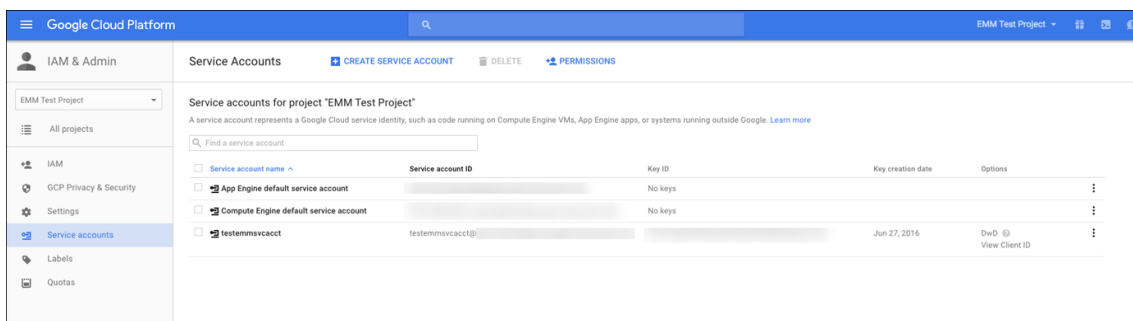 Google Cloud Platform
EMM Test Project
IAM & Admin
Service Accounts
CREATE SERVICE ACCOUNT
DELETE
PERMISSIONS
EMM Test Project
All projects
IAM
GCP Privacy & Security
Settings
Service accounts
Labels
Quotas
Service accounts for project "EMM Test Project"
A service account represents a Google Cloud service identity, such as code running on Compute Engine VMs, App Engine apps, or systems running outside Google. Learn more
Find a service account
Service account name Service account ID Key ID Key creation date Options
App Engine default service account No keys
Compute Engine default service account No keys
testemmsvcacct testemmsvcacct@ Jun 27, 2016 DwD
View Client ID